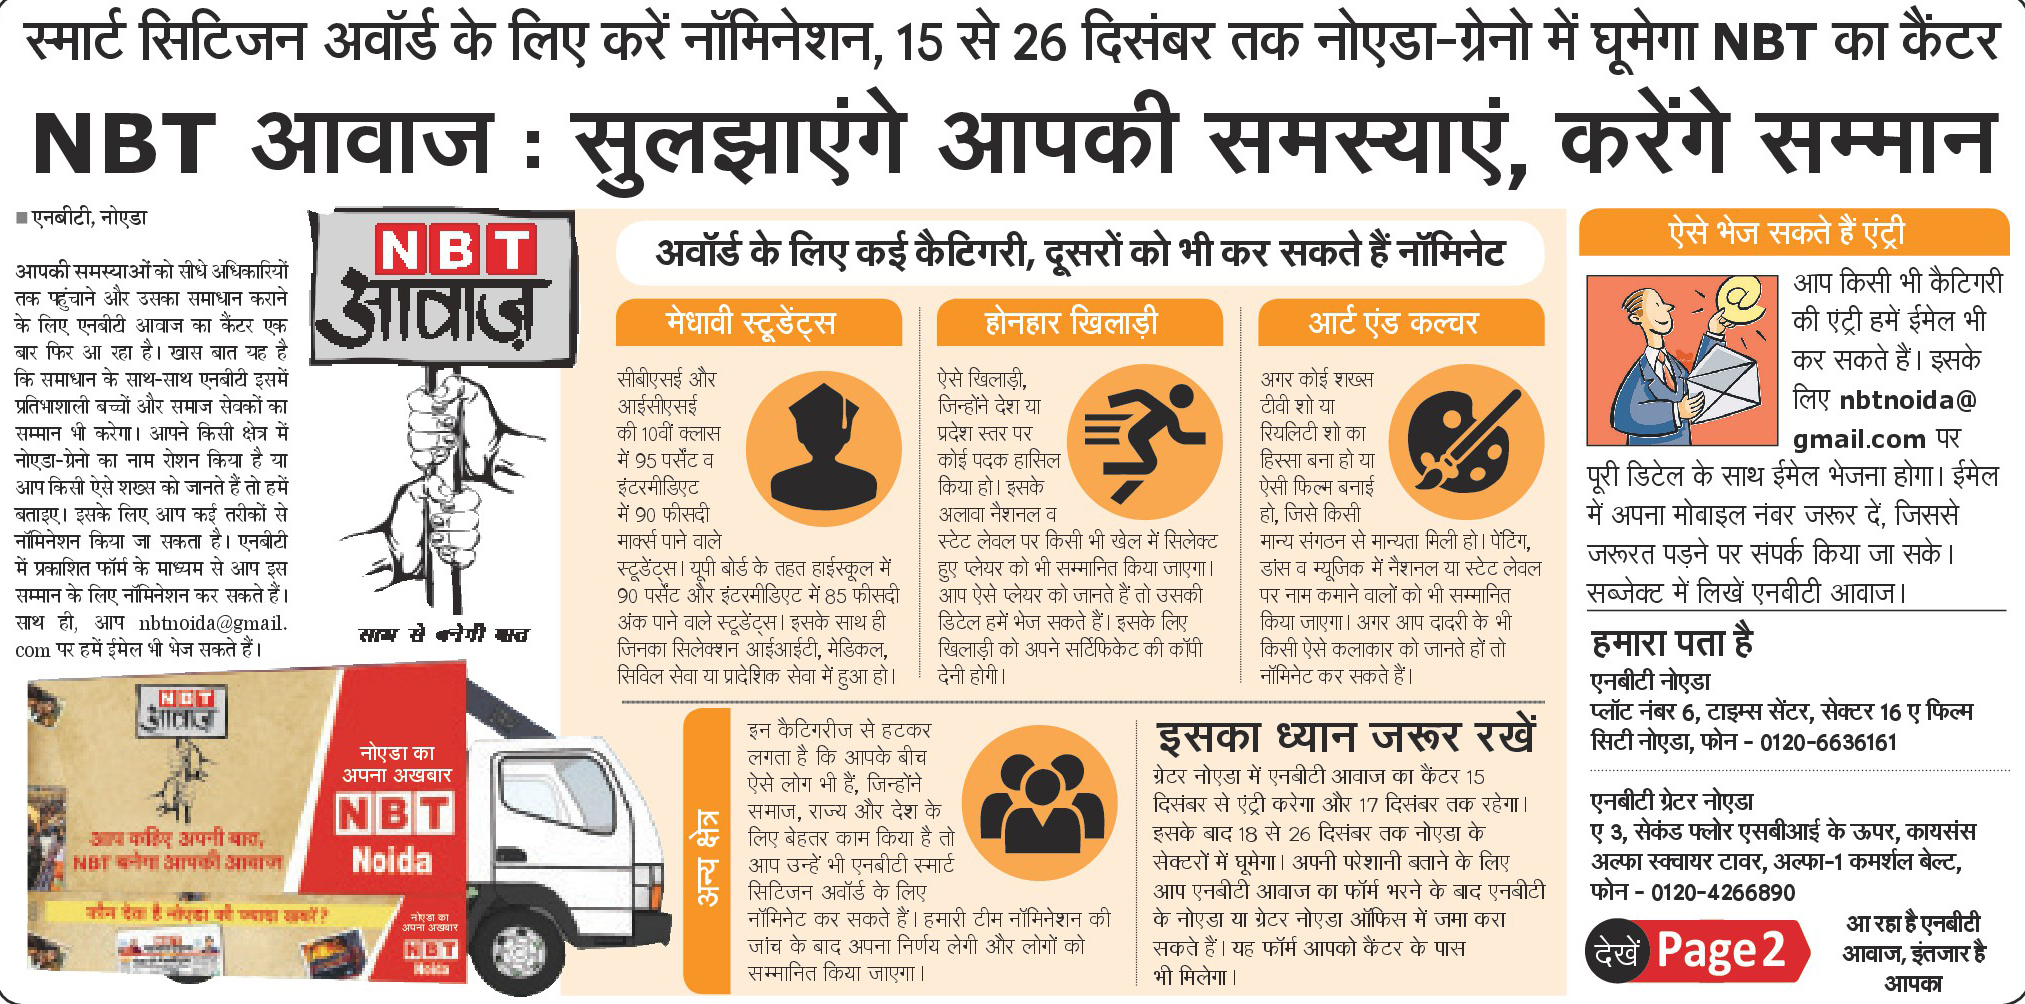 स्मार्ट सिटिजन अवॉर्ड के लिए करें नॉमिनेशन, 15 से 26 दिसंबर तक नोएडा-ग्रेनो में घूमेगा NBT का कैंटर
NBT आवाज : सुलझाएंगे आपकी समस्याएं, करेंगे सम्मान
■ एनबीटी, नोएडा
आपकी समस्याओं को सीधे अधिकारियों
तक पहुंचाने और उसका समाधान कराने
के लिए एनबीटी आवाज का कैंटर एक
बार फिर आ रहा है। खास बात यह है
कि समाधान के साथ-साथ एनबीटी इसमें
प्रतिभाशाली बच्चों और समाज सेवकों का
सम्मान भी करेगा। आपने किसी क्षेत्र में
नोएडा-ग्रेनो का नाम रोशन किया है या
आप किसी ऐसे शख्स को जानते हैं तो हमें
बताइए। इसके लिए आप कई तरीकों से
नॉमिनेशन किया जा सकता है। एनबीटी
में प्रकाशित फॉर्म के माध्यम से आप इस
सम्मान के लिए नॉमिनेशन कर सकते हैं।
साथ ही, आप nbtnoida@gmail.
com पर हमें ईमेल भी भेज सकते हैं।
NBT
आवाज़
साथ से बनेगी बात
NBT
आवाज़
आप कहिए अपनी बात,
NBT बनेगा आपकी आवाज
कौन देता है नोएडा की ज्यादा खबरें?
नोएडा का
अपना अखबार
NBT
Noida
नोएडा का
अपना अखबार
NBT
Noida
अवॉर्ड के लिए कई कैटिगरी, दूसरों को भी कर सकते हैं नॉमिनेट
मेधावी स्टूडेंट्स
सीबीएसई और
आईसीएसई
की 10वीं क्लास
में 95 पर्सेंट व
इंटरमीडिएट
में 90 फीसदी
मार्क्स पाने वाले
स्टूडेंट्स। यूपी बोर्ड के तहत हाईस्कूल में
90 पर्सेंट और इंटरमीडिएट में 85 फीसदी
अंक पाने वाले स्टूडेंट्स। इसके साथ ही
जिनका सिलेक्शन आईआईटी, मेडिकल,
सिविल सेवा या प्रादेशिक सेवा में हुआ हो।
होनहार खिलाड़ी
ऐसे खिलाड़ी,
जिन्होंने देश या
प्रदेश स्तर पर
कोई पदक हासिल
किया हो। इसके
अलावा नैशनल व
स्टेट लेवल पर किसी भी खेल में सिलेक्ट
हुए प्लेयर को भी सम्मानित किया जाएगा।
आप ऐसे प्लेयर को जानते हैं तो उसकी
डिटेल हमें भेज सकते हैं। इसके लिए
खिलाड़ी को अपने सर्टिफिकेट की कॉपी
देनी होगी।
आर्ट एंड कल्चर
अगर कोई शख्स
टीवी शो या
रियलिटी शो का
हिस्सा बना हो या
ऐसी फिल्म बनाई
हो, जिसे किसी
मान्य संगठन से मान्यता मिली हो। पेंटिंग,
डांस व म्यूजिक में नैशनल या स्टेट लेवल
पर नाम कमाने वालों को भी सम्मानित
किया जाएगा। अगर आप दादरी के भी
किसी ऐसे कलाकार को जानते हों तो
नॉमिनेट कर सकते हैं।
अन्य क्षेत्र
इन कैटिगरीज से हटकर
लगता है कि आपके बीच
ऐसे लोग भी हैं, जिन्होंने
समाज, राज्य और देश के
लिए बेहतर काम किया है तो
आप उन्हें भी एनबीटी स्मार्ट
सिटिजन अवॉर्ड के लिए
नॉमिनेट कर सकते हैं। हमारी टीम नॉमिनेशन की
जांच के बाद अपना निर्णय लेगी और लोगों को
सम्मानित किया जाएगा।
इसका ध्यान जरूर रखें
ग्रेटर नोएडा में एनबीटी आवाज का कैंटर 15
दिसंबर से एंट्री करेगा और 17 दिसंबर तक रहेगा।
इसके बाद 18 से 26 दिसंबर तक नोएडा के
सेक्टरों में घूमेगा। अपनी परेशानी बताने के लिए
आप एनबीटी आवाज का फॉर्म भरने के बाद एनबीटी
के नोएडा या ग्रेटर नोएडा ऑफिस में जमा करा
सकते हैं। यह फॉर्म आपको कैंटर के पास
भी मिलेगा।
ऐसे भेज सकते हैं एंट्री
@
आप किसी भी कैटिगरी
की एंट्री हमें ईमेल भी
कर सकते हैं। इसके
लिए nbtnoida@
gmail.com पर
पूरी डिटेल के साथ ईमेल भेजना होगा। ईमेल
में अपना मोबाइल नंबर जरूर दें, जिससे
जरूरत पड़ने पर संपर्क किया जा सके।
सब्जेक्ट में लिखें एनबीटी आवाज।
हमारा पता है
एनबीटी नोएडा
प्लॉट नंबर 6, टाइम्स सेंटर, सेक्टर 16 ए फिल्म
सिटी नोएडा, फोन - 0120-6636161
एनबीटी ग्रेटर नोएडा
ए 3, सेकंड फ्लोर एसबीआई के ऊपर, कायसंस
अल्फा स्क्वायर टावर, अल्फा-1 कमर्शल बेल्ट,
फोन - 0120-4266890
देखें Page 2
आ रहा है एनबीटी
आवाज, इंतजार है
आपका